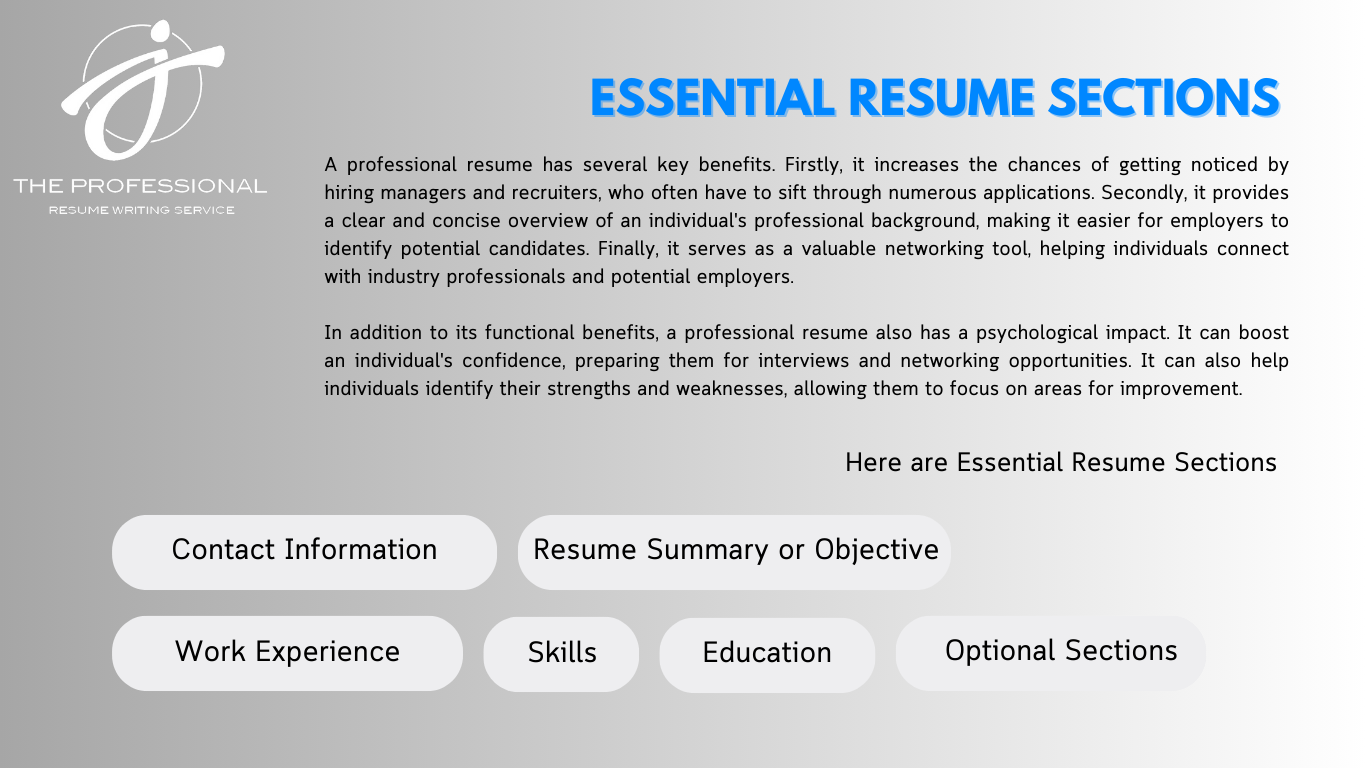 THE PROFESSIONAL
RESUME WRITING SERVICE
ESSENTIAL RESUME SECTIONS
A professional resume has several key benefits. Firstly, it increases the chances of getting noticed by
hiring managers and recruiters, who often have to sift through numerous applications. Secondly, it provides
a clear and concise overview of an individual's professional background, making it easier for employers to
identify potential candidates. Finally, it serves as a valuable networking tool, helping individuals connect
with industry professionals and potential employers.
In addition to its functional benefits, a professional resume also has a psychological impact. It can boost
an individual's confidence, preparing them for interviews and networking opportunities. It can also help
individuals identify their strengths and weaknesses, allowing them to focus on areas for improvement.
Here are Essential Resume Sections
Contact Information
Resume Summary or Objective
Work Experience
Skills
Education
Optional Sections